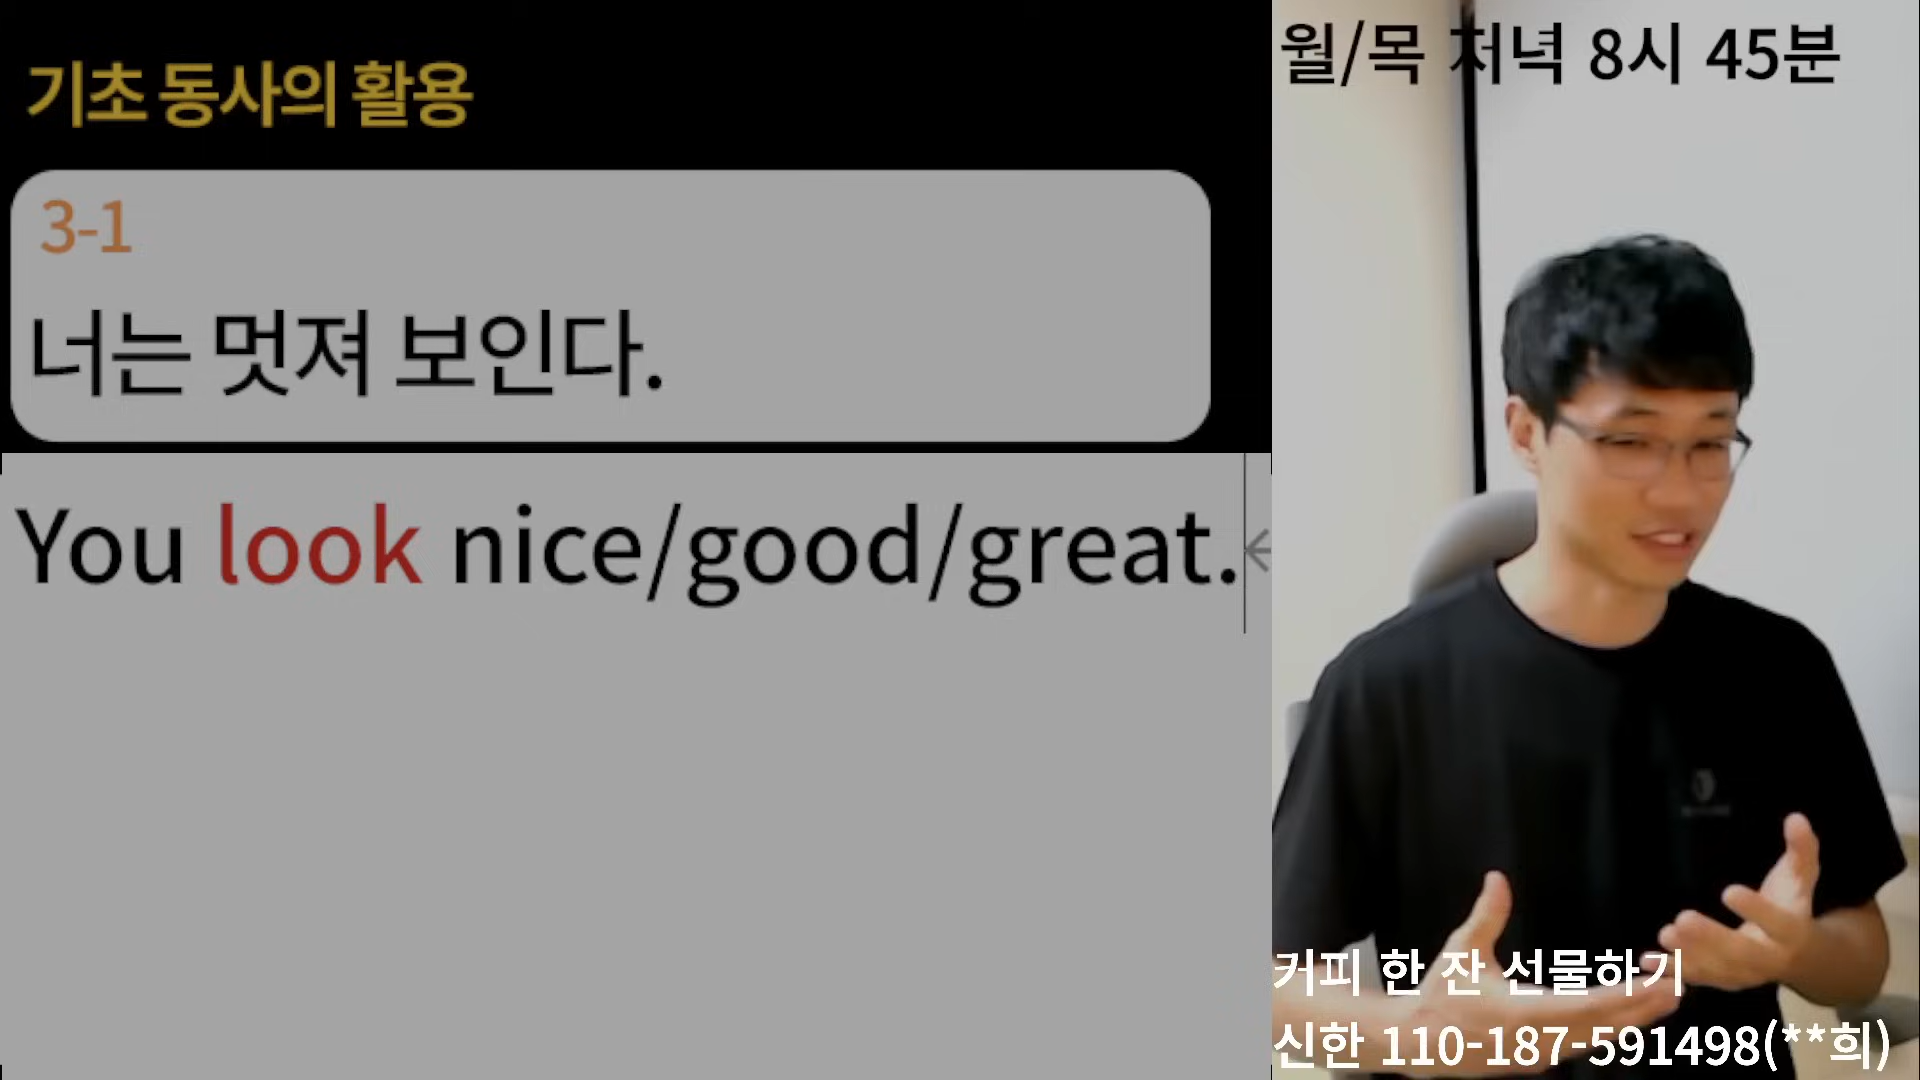 기초 동사의 활용
3-1
너는 멋져 보인다.
You look nice/good/great.
월/목 저녁 8시 45분
커피 한 잔 선물하기
신한 110-187-591498(**희)